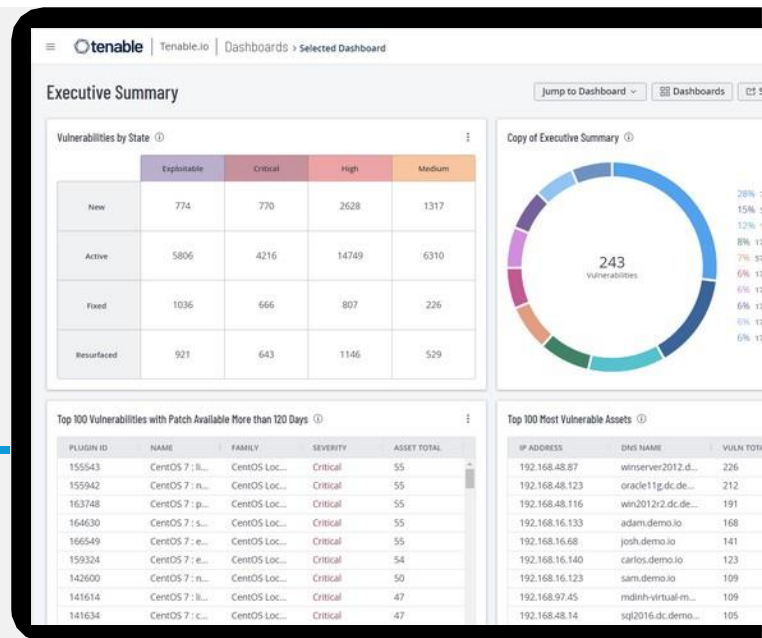 tenable | Tenable.io | Dashboards > Selected Dashboard
Executive Summary
Jump to Dashboard
Dashboards
S
Vulnerabilities by State
Exploitable Critical High Medium
New 774 770 2628 1317
Active 5806 4216 14749 6310
Fixed 1036 666 807 226
Resurfaced 921 643 1146 529
Copy of Executive Summary
243
Vulnerabilities
28%
15%
12%
8% 17
7% 57
6% 17
6% 17
6% 17
6% 17
6% 17
Top 100 Vulnerabilities with Patch Available More than 120 Days
PLUGIN ID NAME FAMILY SEVERITY ASSET TOTAL
155543 CentOS 7 : li... CentOS Loc... Critical 55
155942 CentOS 7 : n... CentOS Loc... Critical 55
163748 CentOS 7 : p... CentOS Loc... Critical 55
164630 CentOS 7 : s... CentOS Loc... Critical 55
166549 CentOS 7 : e... CentOS Loc... Critical 55
159324 CentOS 7 : e... CentOS Loc... Critical 54
142600 CentOS 7 : n... CentOS Loc... Critical 50
141614 CentOS 7 : li... CentOS Loc... Critical 47
141634 CentOS 7 : c... CentOS Loc... Critical 47
Top 100 Most Vulnerable Assets
IP ADDRESS DNS NAME VULN TOTA
192.168.48.87 winserver2012.d... 226
192.168.48.123 oracle11g.dc.de... 212
192.168.48.116 win2012r2.dc.de... 191
192.168.16.133 adam.demo.io 168
192.168.16.68 josh.demo.io 141
192.168.16.140 carlos.demo.io 123
192.168.16.123 sam.demo.io 109
192.168.97.45 mdinh-virtual-m... 109
192.168.48.14 sql2016.dc.demo... 105